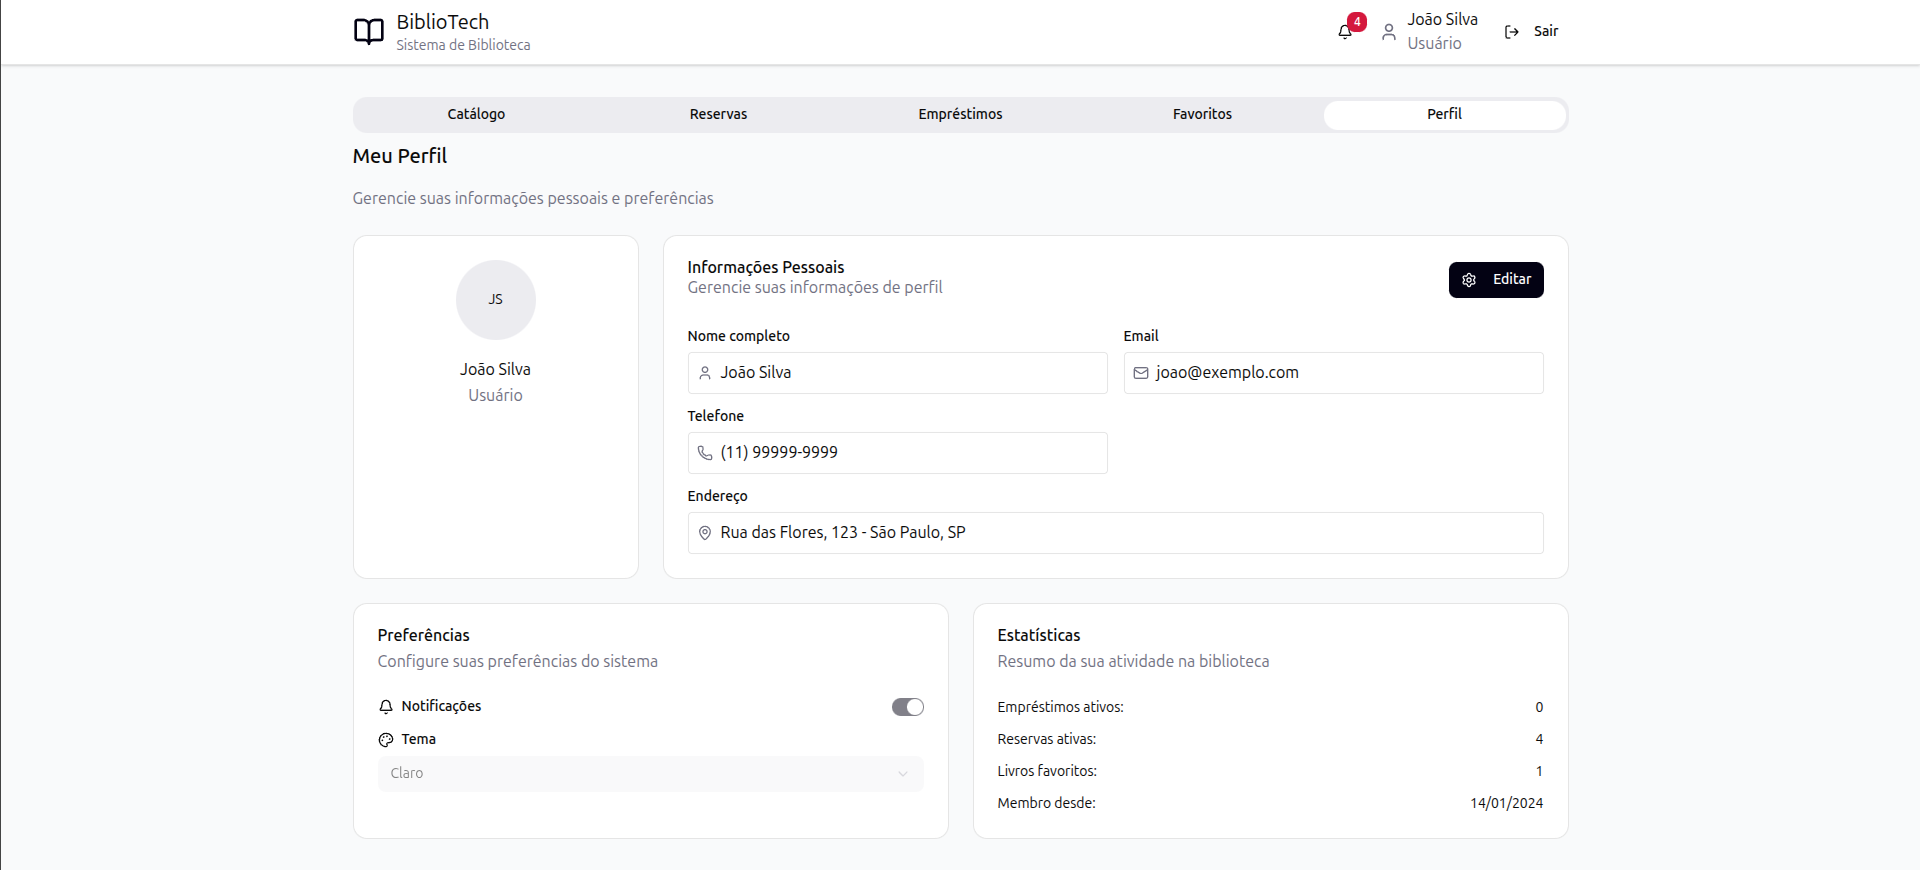 BiblioTech
Sistema de Biblioteca
4
João Silva
Usuário
Sair
Catálogo
Reservas
Empréstimos
Favoritos
Perfil
Meu Perfil
Gerencie suas informações pessoais e preferências
JS
João Silva
Usuário
Informações Pessoais
Gerencie suas informações de perfil
Editar
Nome completo
João Silva
Email
joao@exemplo.com
Telefone
(11) 99999-9999
Endereço
Rua das Flores, 123 - São Paulo, SP
Preferências
Configure suas preferências do sistema
Notificações
Tema
Claro
Estatísticas
Resumo da sua atividade na biblioteca
Empréstimos ativos: 0
Reservas ativas: 4
Livros favoritos: 1
Membro desde: 14/01/2024